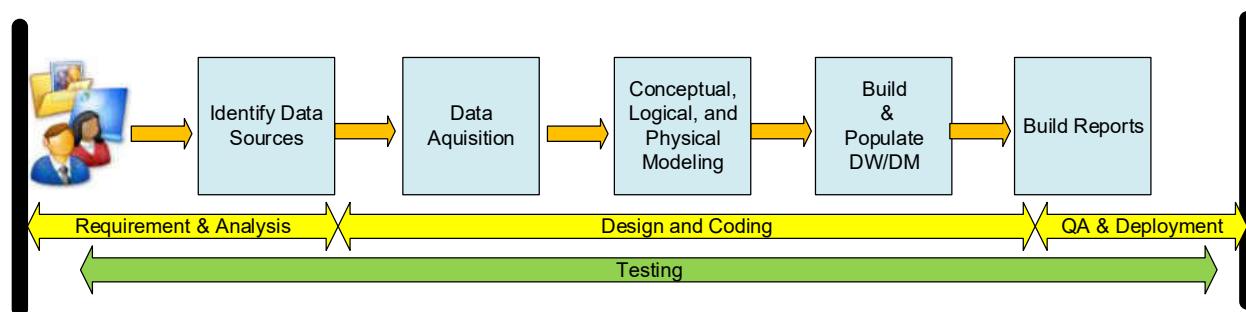 Identify Data
Sources
Data
Aquisition
Conceptual,
Logical, and
Physical
Modeling
Build
&
Populate
DW/DM
Build Reports
Requirement & Analysis
Design and Coding
QA & Deployment
Testing